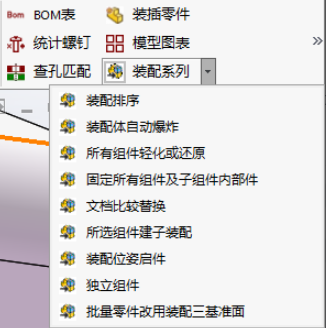 Bom BOM表 装插零件
统计螺钉 模型图表 »
查孔匹配 装配系列
装配排序
装配体自动爆炸
所有组件轻化或还原
固定所有组件及子组件内部件
文档比较替换
所选组件建子装配
装配位姿启件
独立组件
批量零件改用装配三基准面